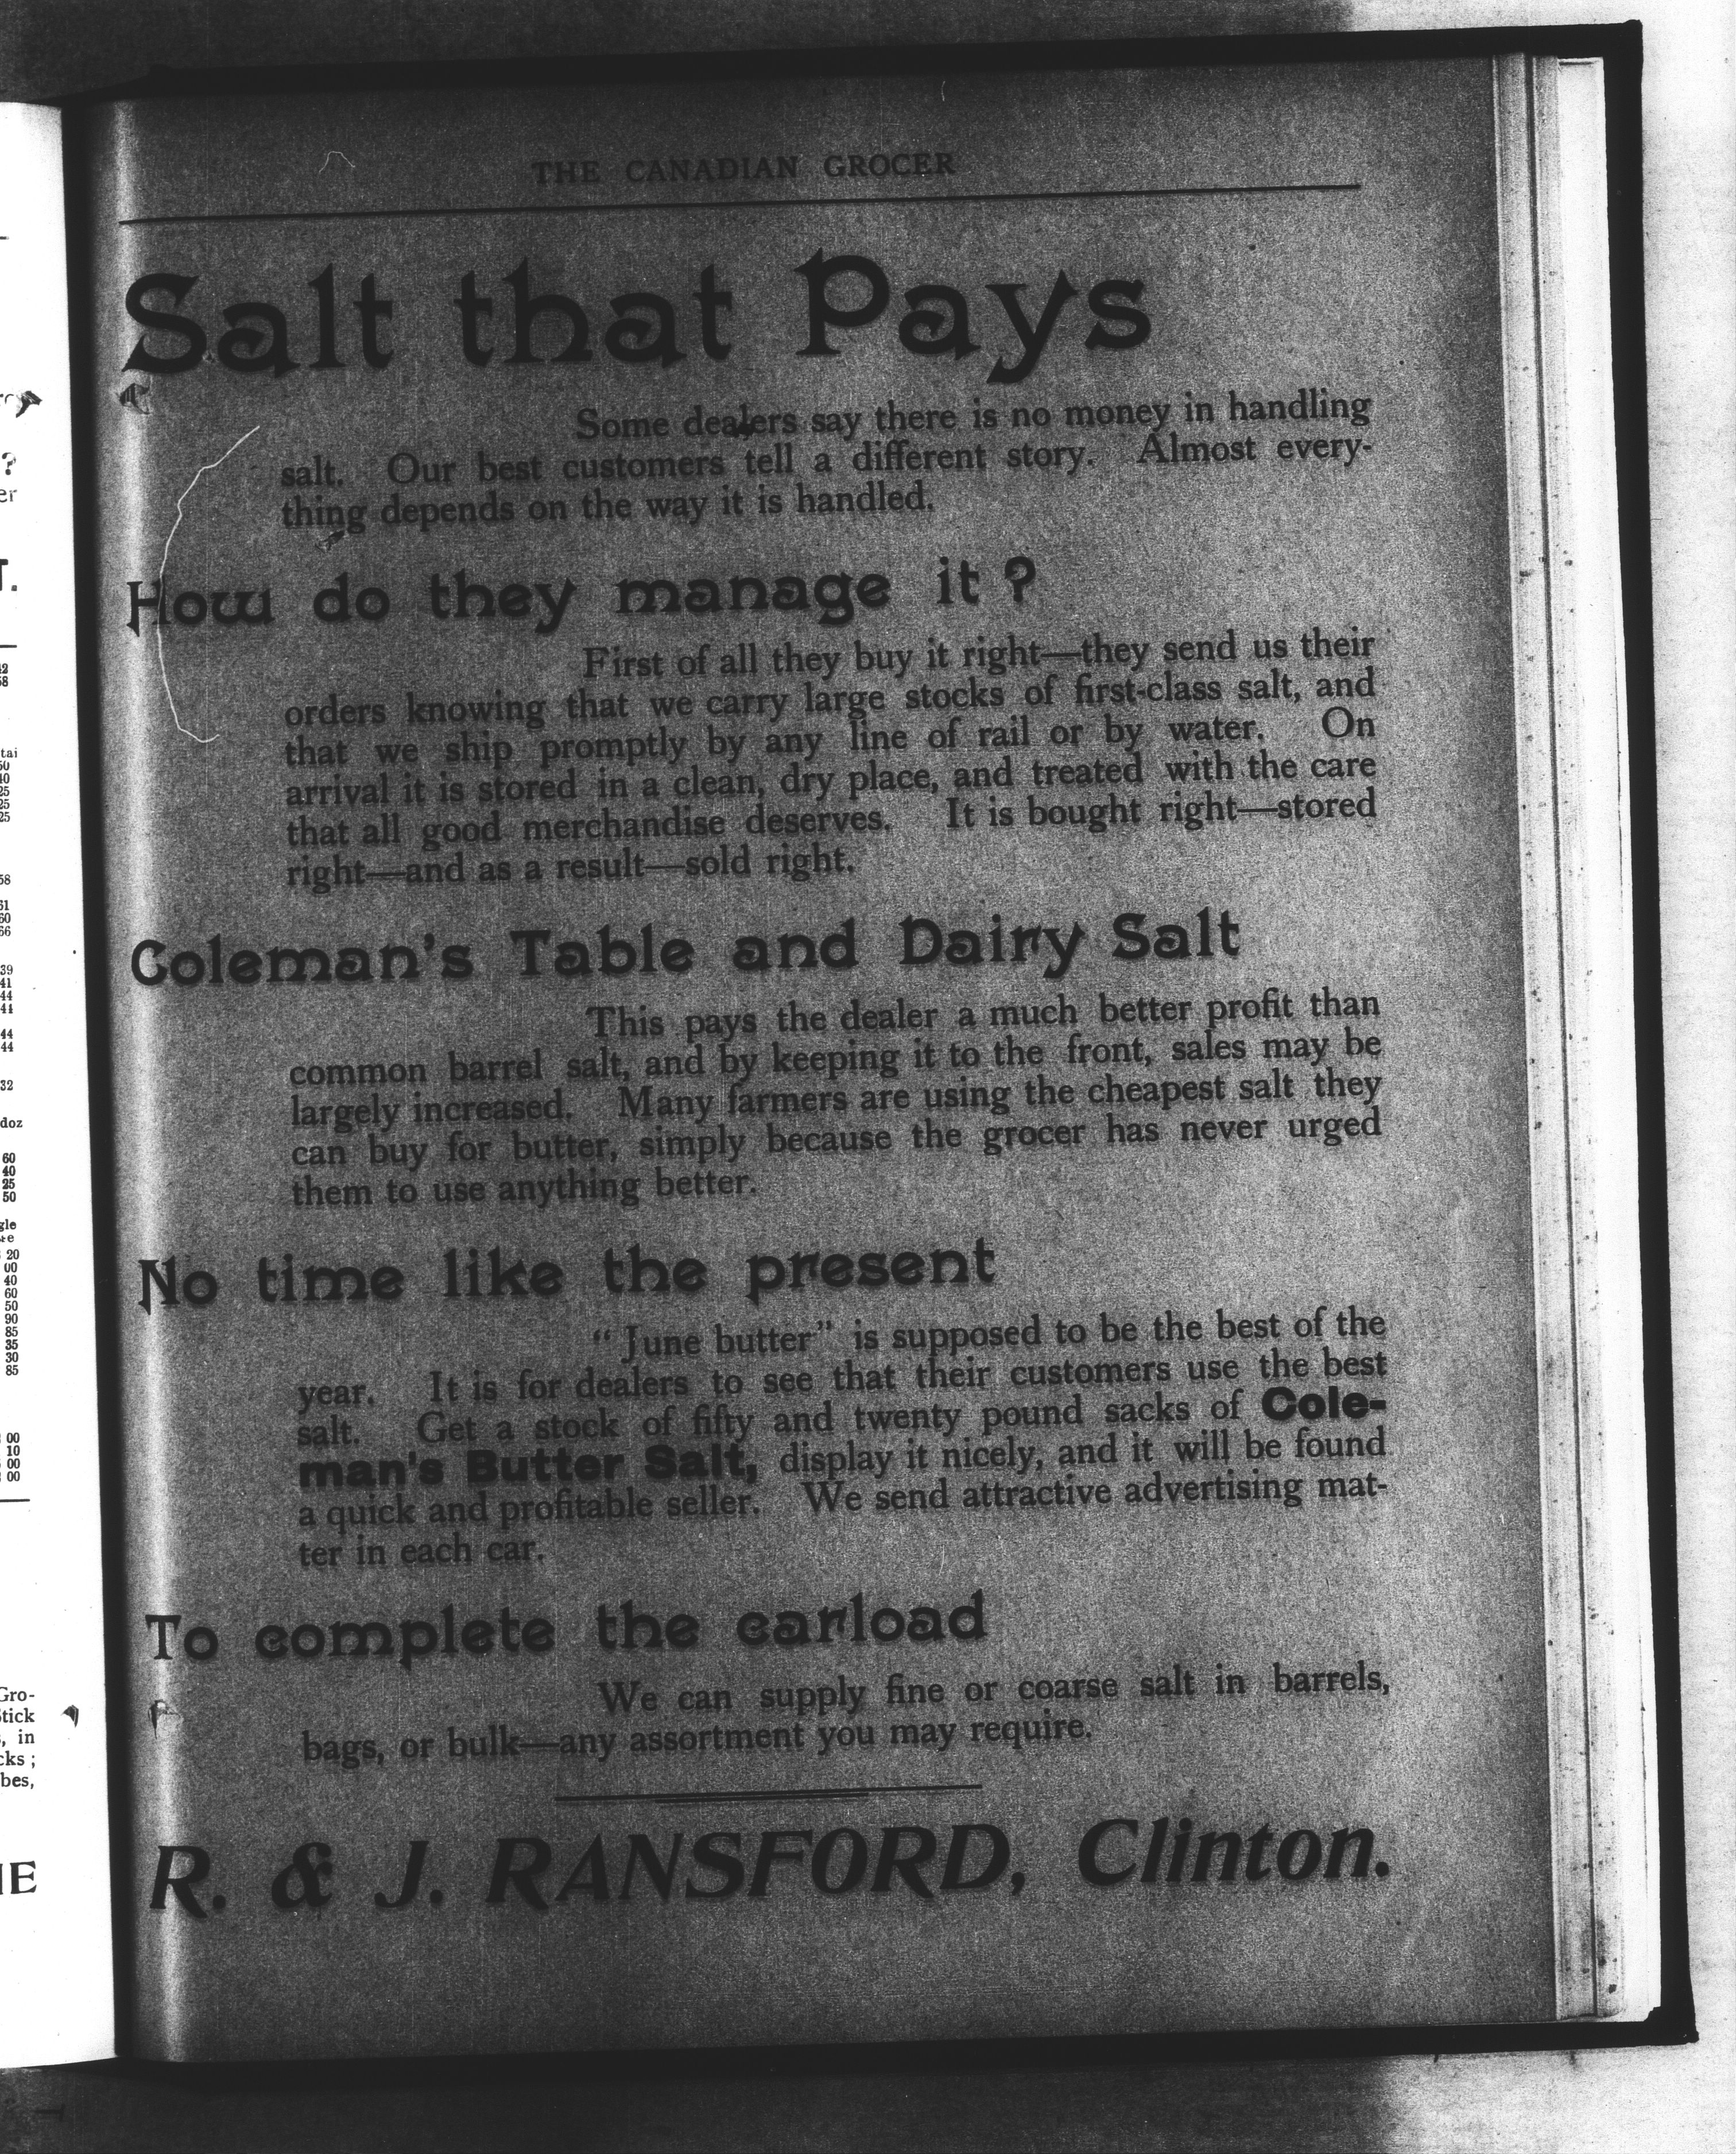 THE CANADIAN GROCER
Salt that Pays
Some dealers say there is no money in handling
salt. Our best customers tell a different story. Almost every-
thing depends on the way it is handled.
How do they manage it ?
First of all they buy it right—they send us their
orders knowing that we carry large stocks of first-class salt, and
that we ship promptly by any line of rail or by water. On
arrival it is stored in a clean, dry place, and treated with the care
that all good merchandise deserves. It is bought right—stored
right—and as a result—sold right.
Coleman's Table and Dairy Salt
This pays the dealer a much better profit than
common barrel salt, and by keeping it to the front, sales may be
largely increased. Many farmers are using the cheapest salt they
can buy for butter, simply because the grocer has never urged
them to use anything better.
No time like the present
"June butter" is supposed to be the best of the
year. It is for dealers to see that their customers use the best
salt. Get a stock of fifty and twenty pound sacks of Cole-
man's Butter Salt, display it nicely, and it will be found
a quick and profitable seller. We send attractive advertising mat-
ter in each car.
To complete the carload
We can supply fine or coarse salt in barrels,
bags, or bulk—any assortment you may require.
R. & J. RANSFORD, Clinton.